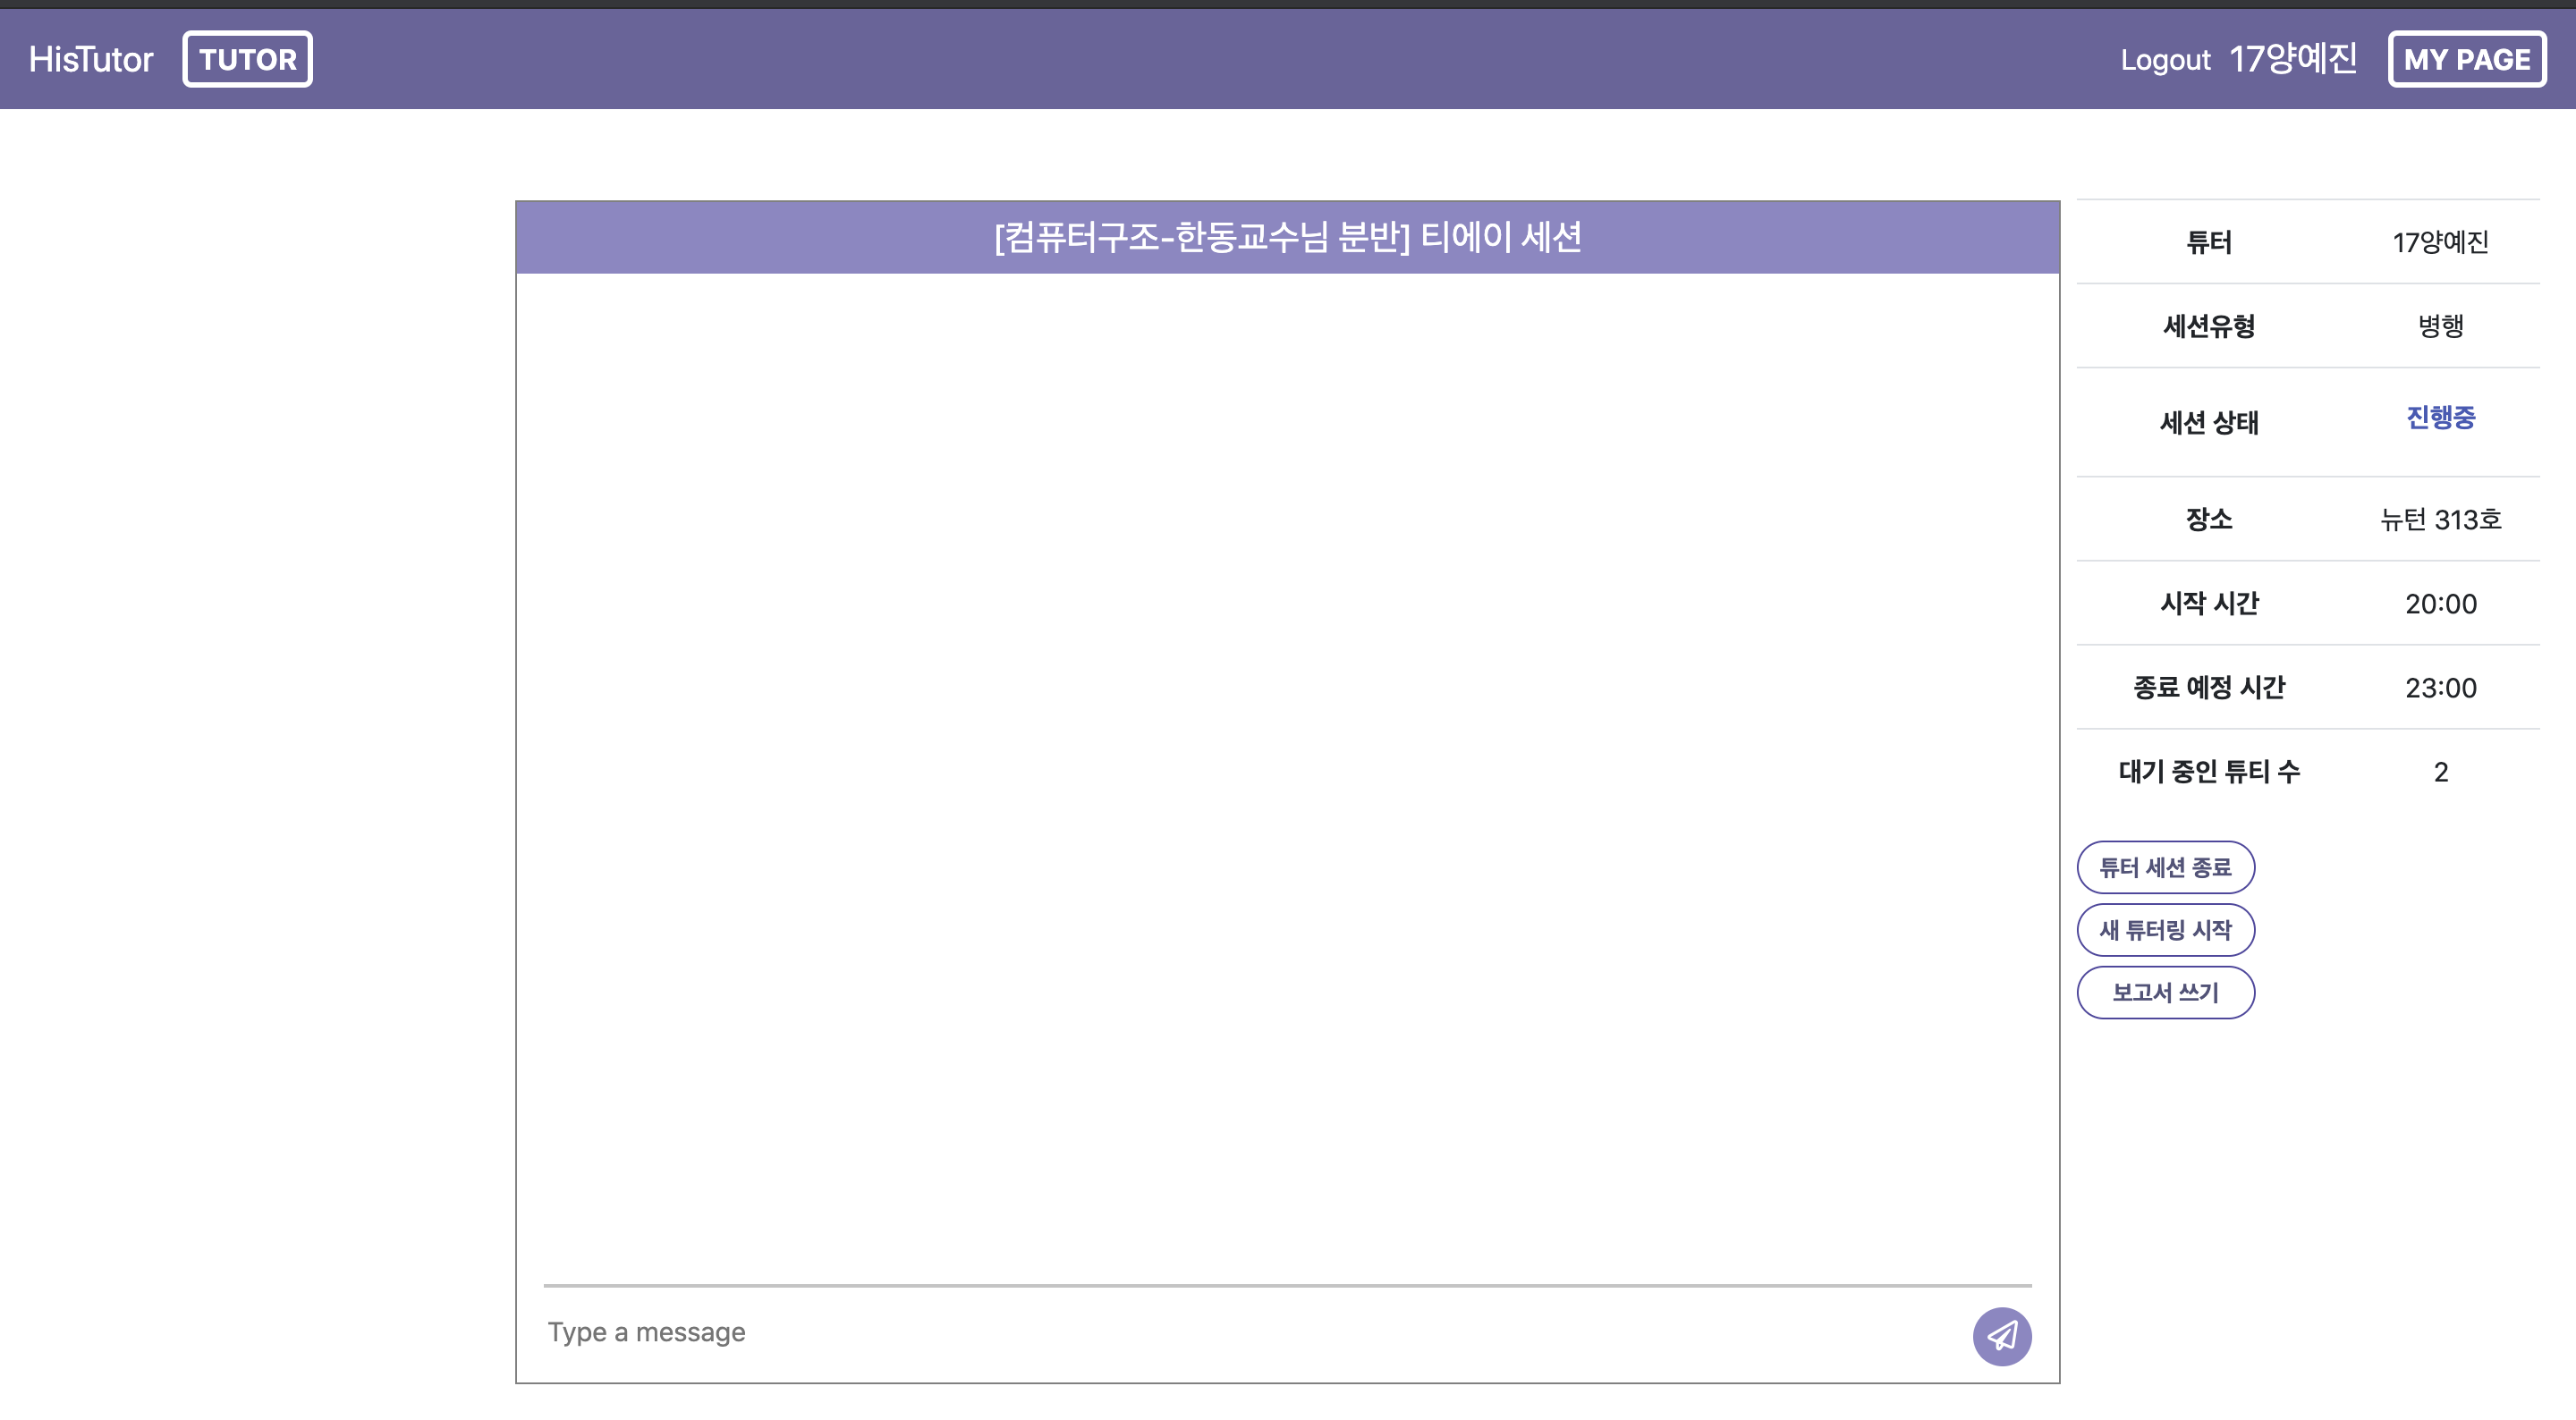 HisTutor TUTOR Logout 17양예진 MY PAGE
[컴퓨터구조-한동교수님 분반] 티에이 세션
튜터 17양예진
세션유형 병행
세션 상태 진행중
장소 뉴턴 313호
시작 시간 20:00
종료 예정 시간 23:00
대기 중인 튜티 수 2
튜터 세션 종료
새 튜터링 시작
보고서 쓰기
Type a message